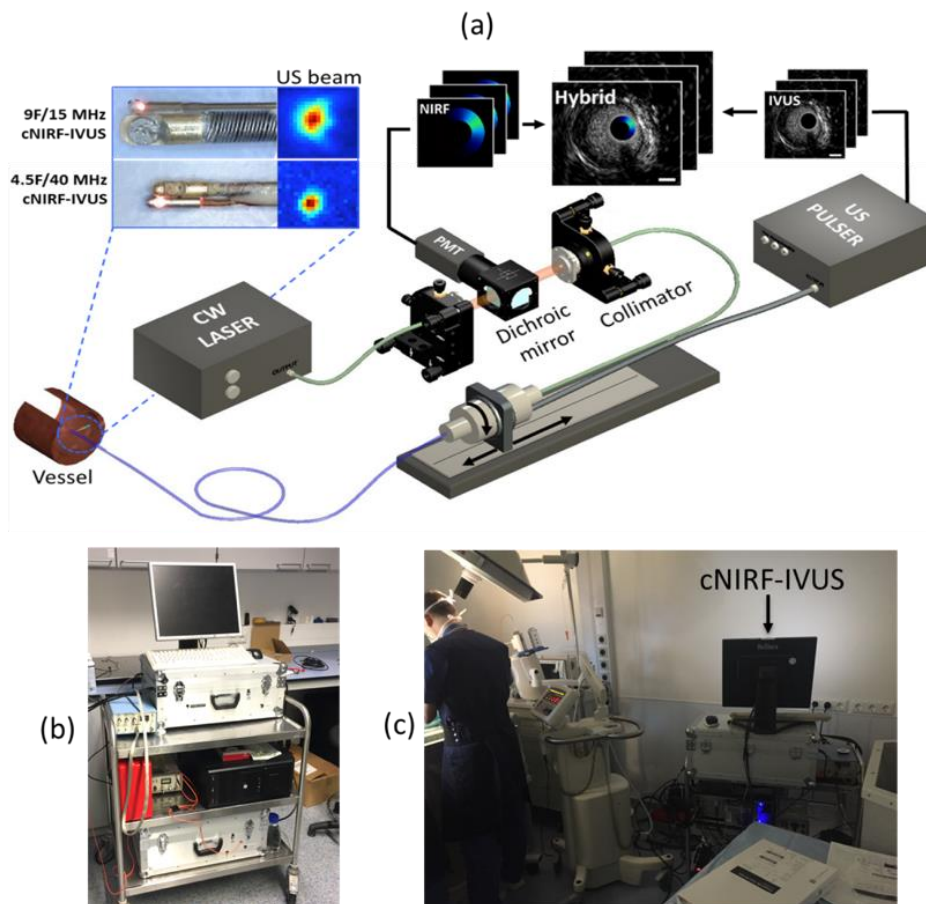 (a)
US beam
9F/15 MHz
cNIRF-IVUS
4.5F/40 MHz
cNIRF-IVUS
NIRF
Hybrid
IVUS
PMT
US
PULSER
CW
LASER
OUTPUT
Dichroic
mirror
Collimator
Vessel
(b)
(c)
cNIRF-IVUS